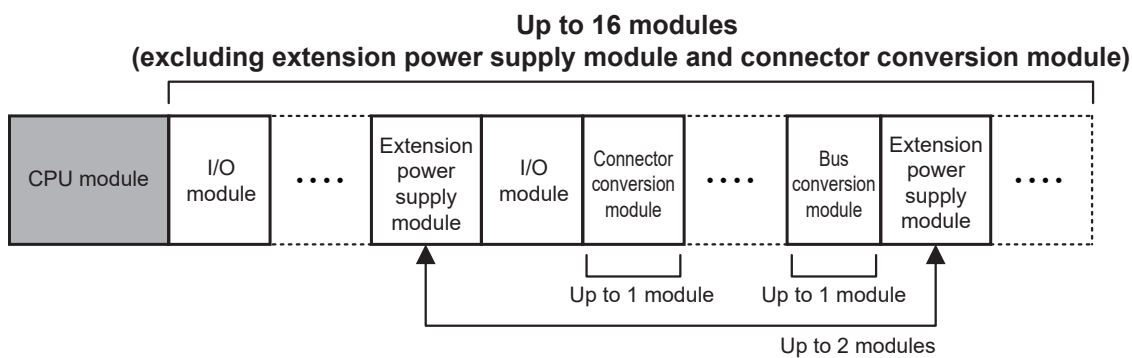 Up to 16 modules
(excluding extension power supply module and connector conversion module)
CPU module
I/O
module
....
Extension
power
supply
module
I/O
module
Connector
conversion
module
....
Bus
conversion
module
Extension
power
supply
module
....
Up to 1 module
Up to 1 module
Up to 2 modules